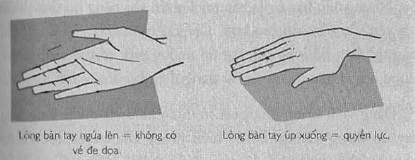 Lòng bàn tay ngửa lên = không có
vẻ đe dọa.
Lòng bàn tay úp xuống = quyền lực.